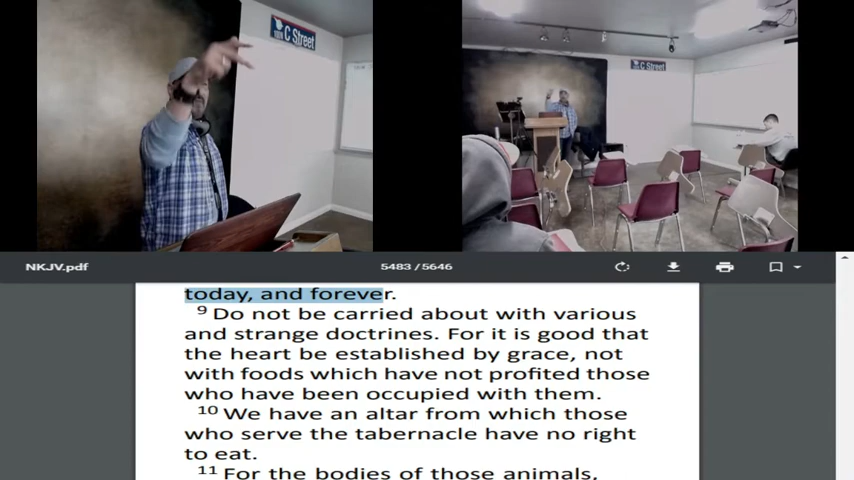 C Street
C Street
NKJV.pdf
5483 / 5646
today, and forever.
9 Do not be carried about with various
and strange doctrines. For it is good that
the heart be established by grace, not
with foods which have not profited those
who have been occupied with them.
10 We have an altar from which those
who serve the tabernacle have no right
to eat.
11 For the bodies of those animals,